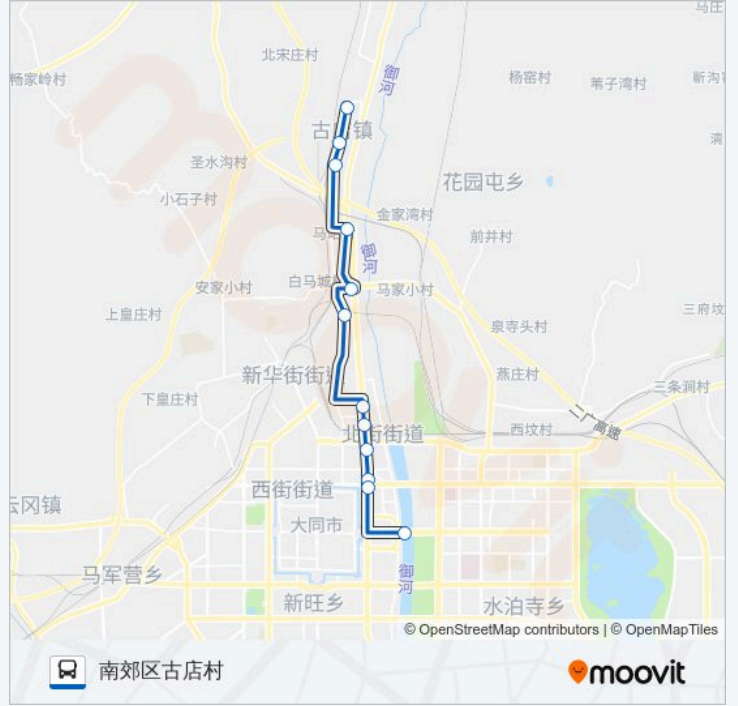 马庄
北宋庄村
御河
杨家岭村
杨窑村
苇子湾村
靳沟
古店镇
清
圣水沟村
花园屯乡
小石子村
金家湾村
马
前井村
御河
白马城
安家小村
马家小村
上皇庄村
三府坟
泉寺头村
新华街街道
燕庄村
三条涧村
下皇庄村
二广高速
北街街道
西坟村
西街街道
云冈镇
大同市
马军营乡
御河
新旺乡
水泊寺乡
© OpenStreetMap contributors | © OpenMapTiles
南郊区古店村
moovit